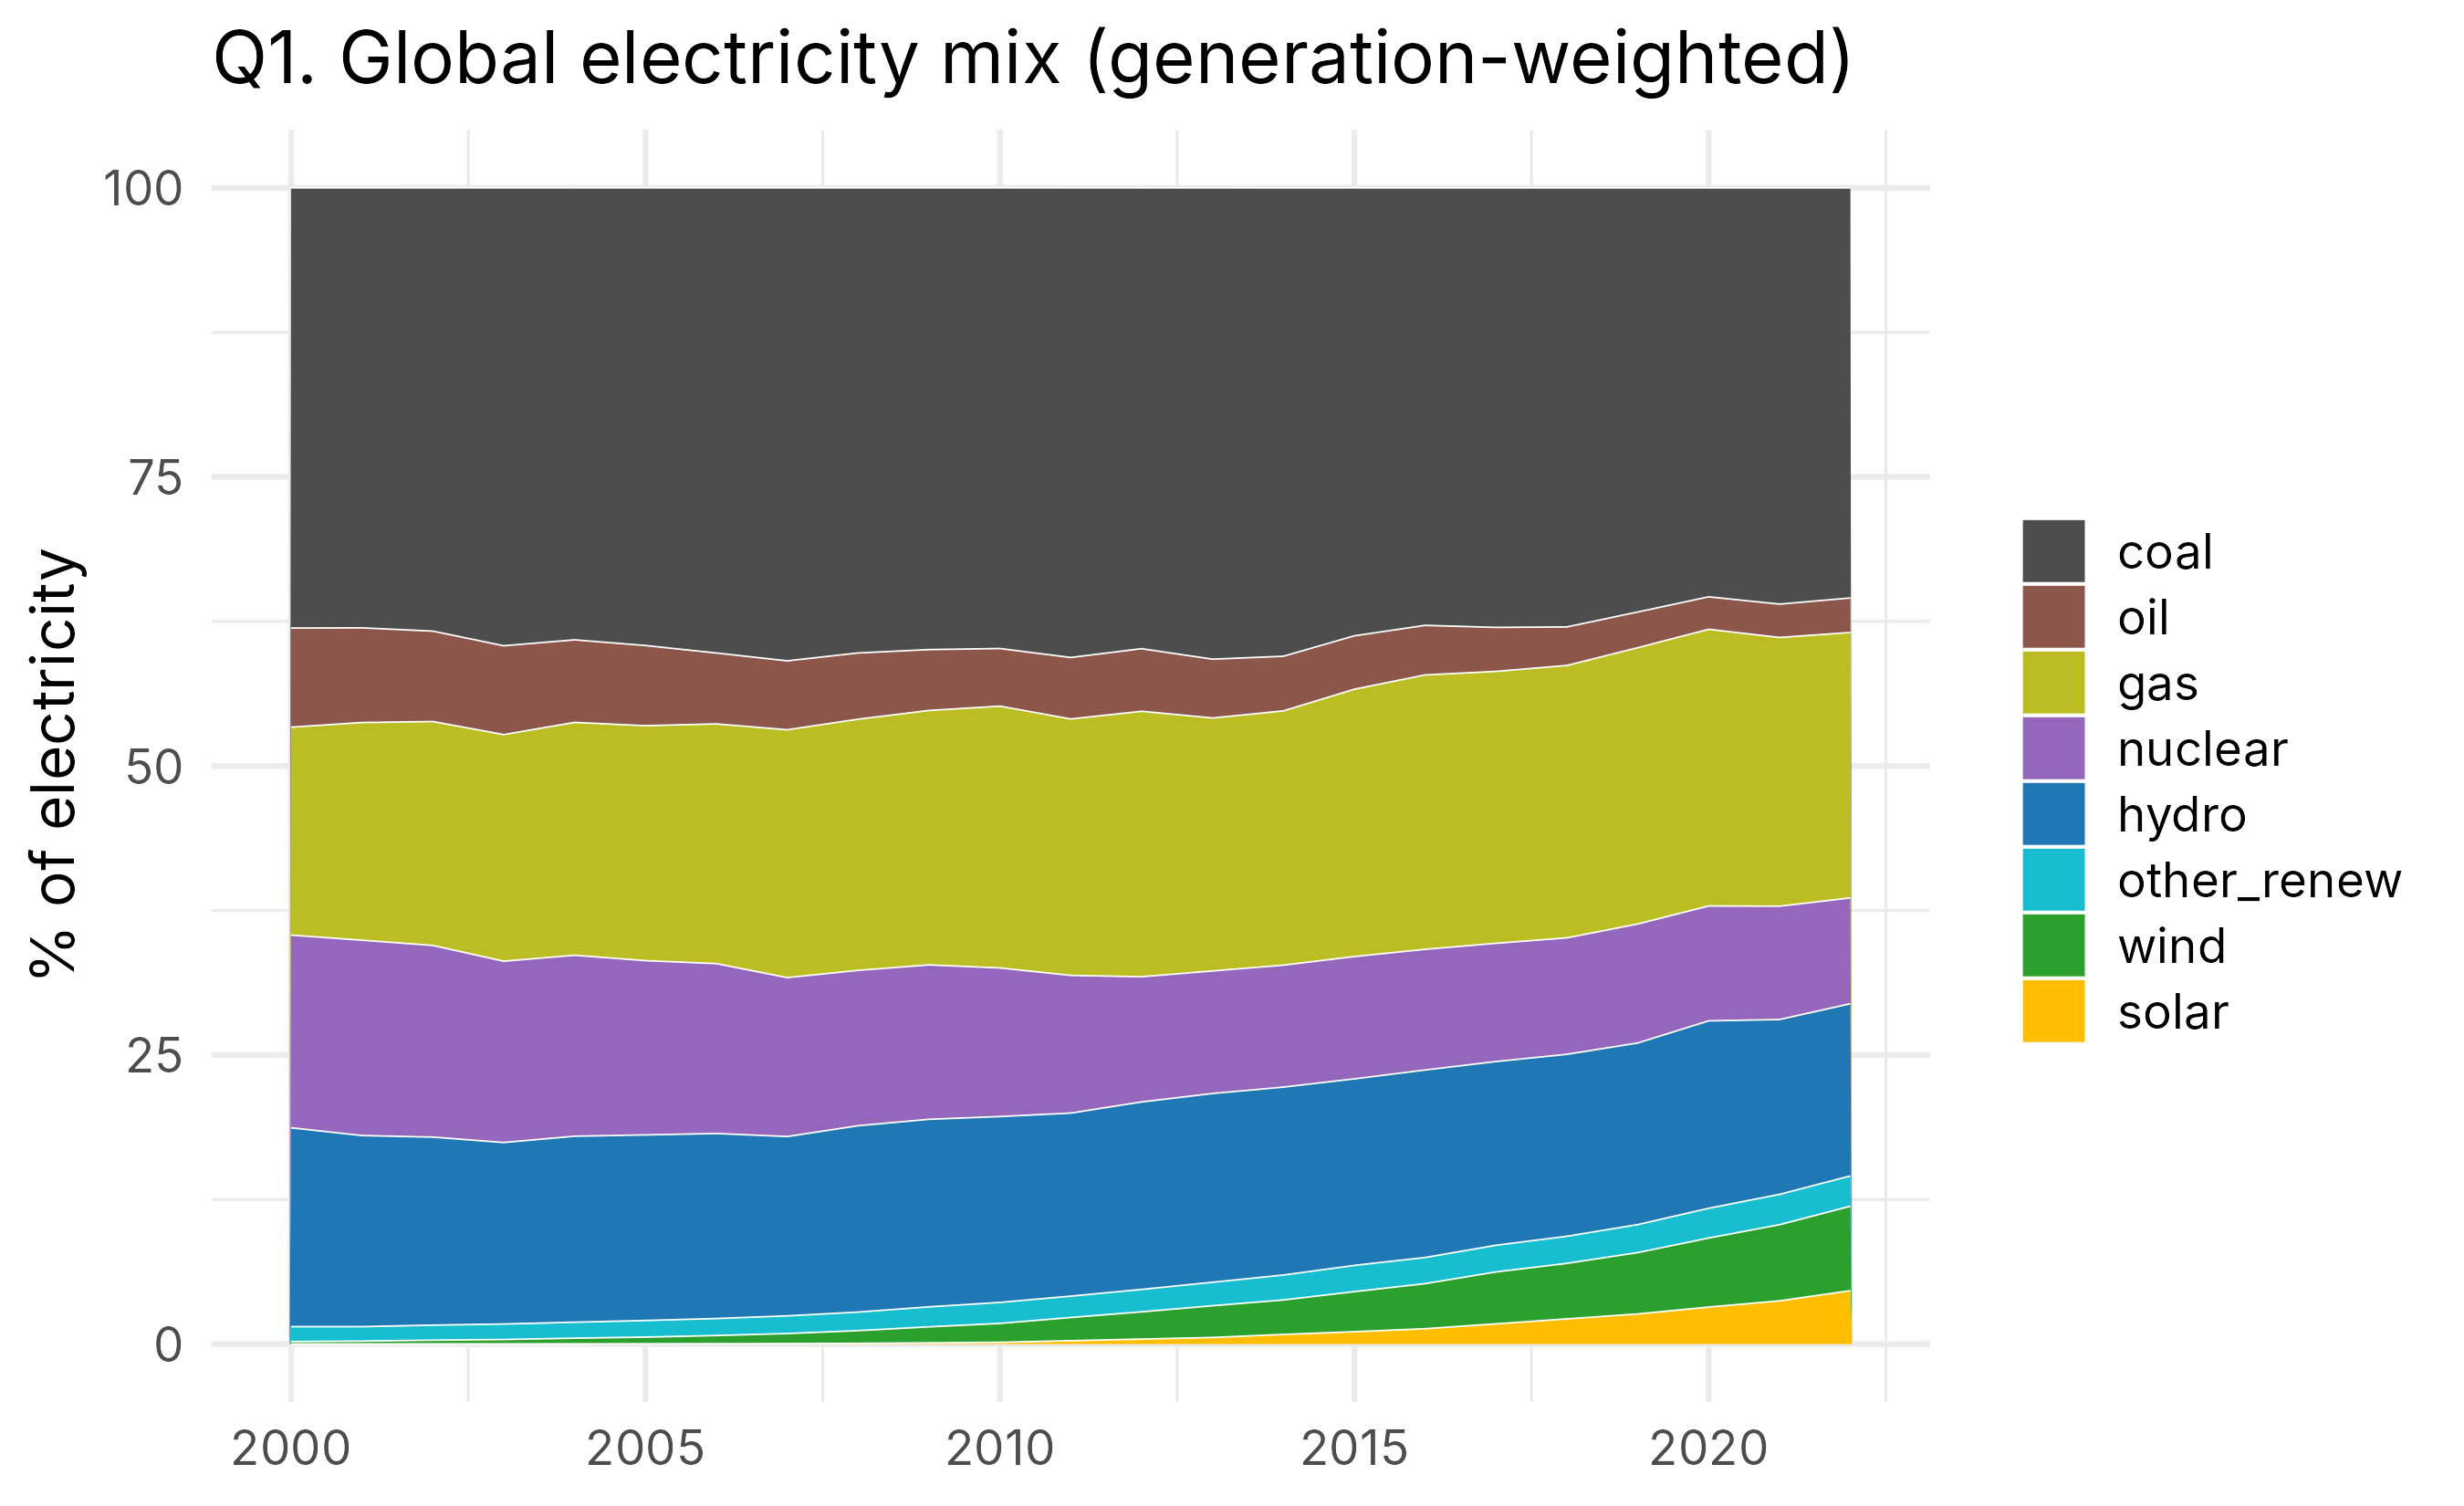 Q1. Global electricity mix (generation-weighted)
% of electricity
100
75
50
25
0
2000 2005 2010 2015 2020
coal
oil
gas
nuclear
hydro
other_renew
wind
solar